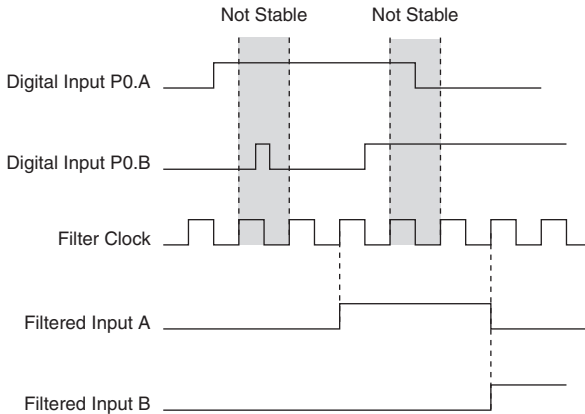 Not Stable Not Stable
Digital Input P0.A
Digital Input P0.B
Filter Clock
Filtered Input A
Filtered Input B